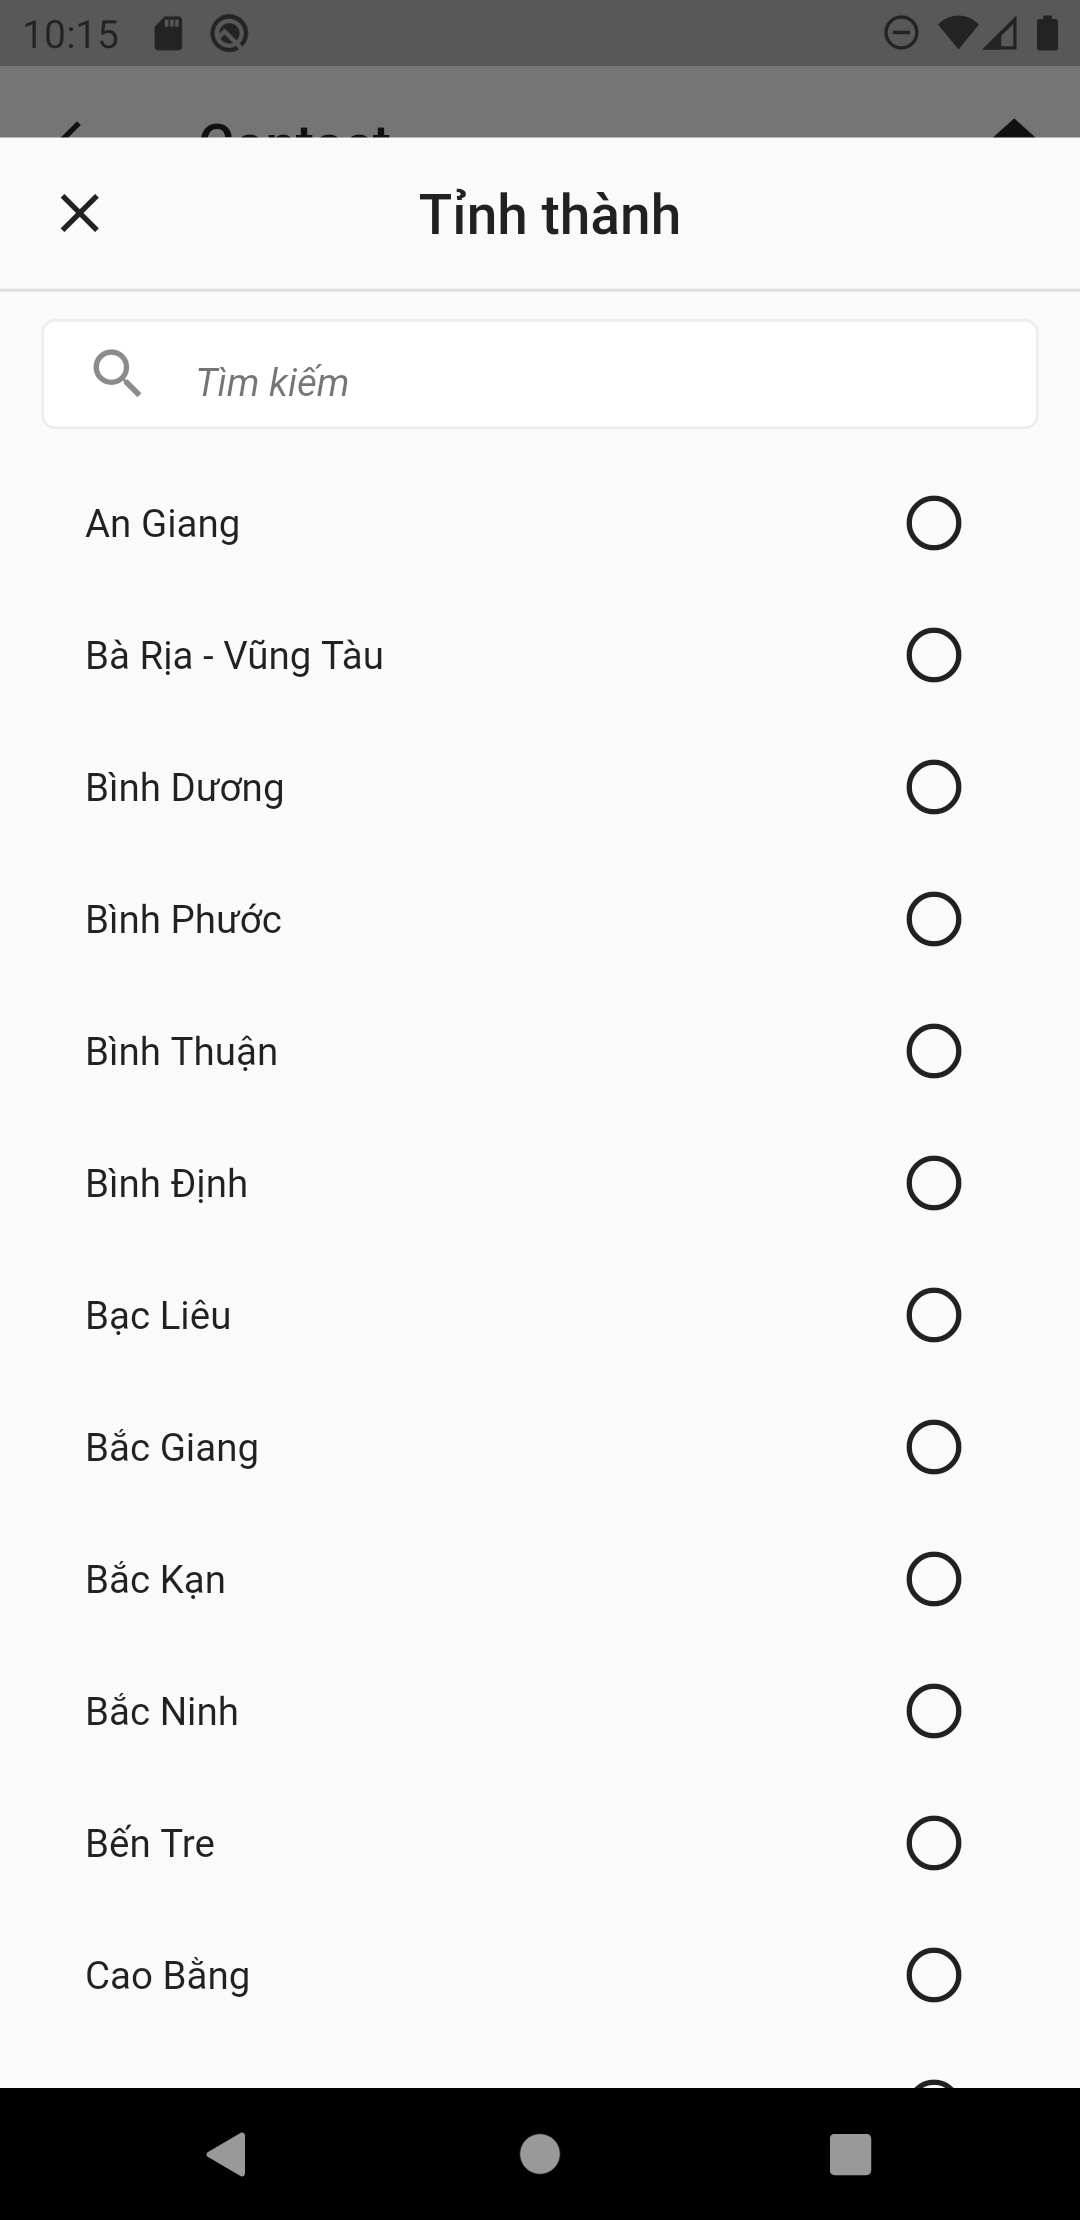 10:15
Contact
Tỉnh thành
Tìm kiếm
An Giang
Bà Rịa - Vũng Tàu
Bình Dương
Bình Phước
Bình Thuận
Bình Định
Bạc Liêu
Bắc Giang
Bắc Kạn
Bắc Ninh
Bến Tre
Cao Bằng